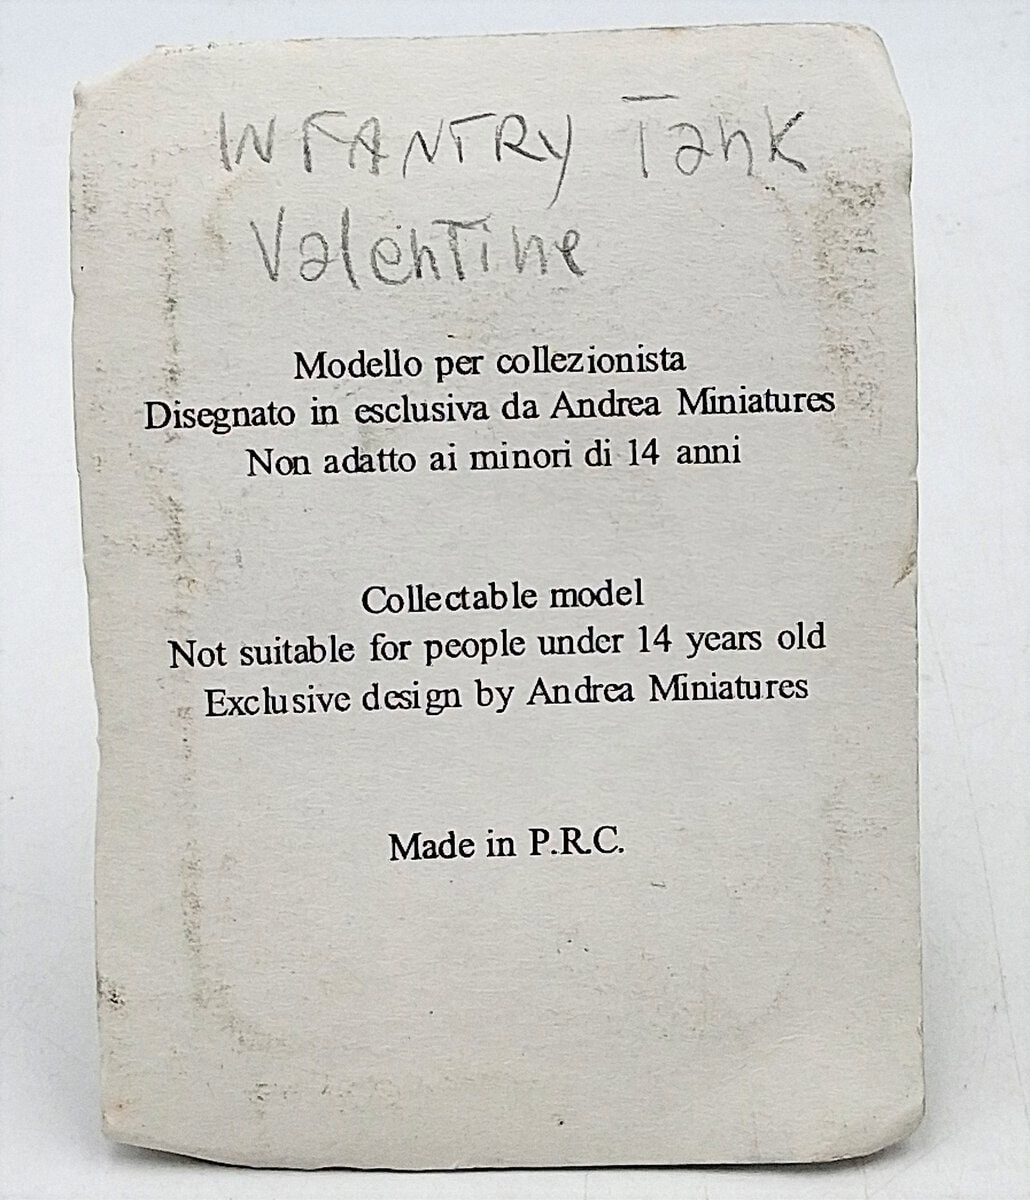 INFANTRY Tank
Valentine
Modello per collezionista
Disegnato in esclusiva da Andrea Miniatures
Non adatto ai minori di 14 anni
Collectable model
Not suitable for people under 14 years old
Exclusive design by Andrea Miniatures
Made in P.R.C.